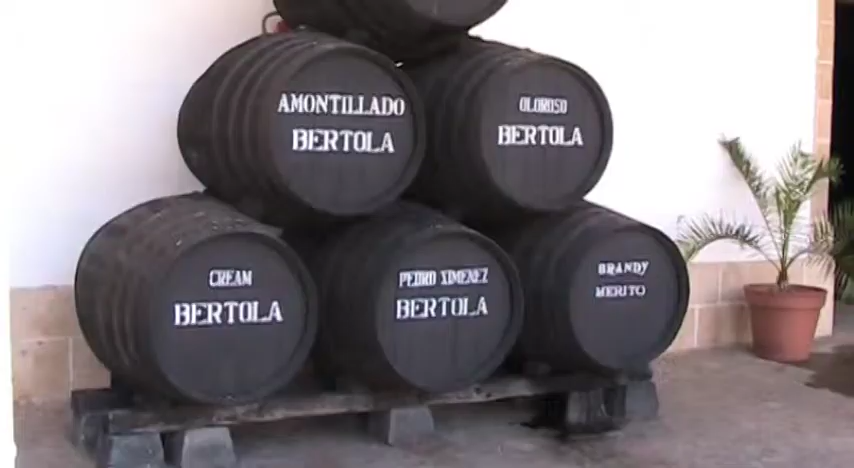 AMONTILLADO
BERTOLA
OLOROSO
BERTOLA
CREAM
BERTOLA
PEDRO XIMENEZ
BERTOLA
BRANDY
MERITO